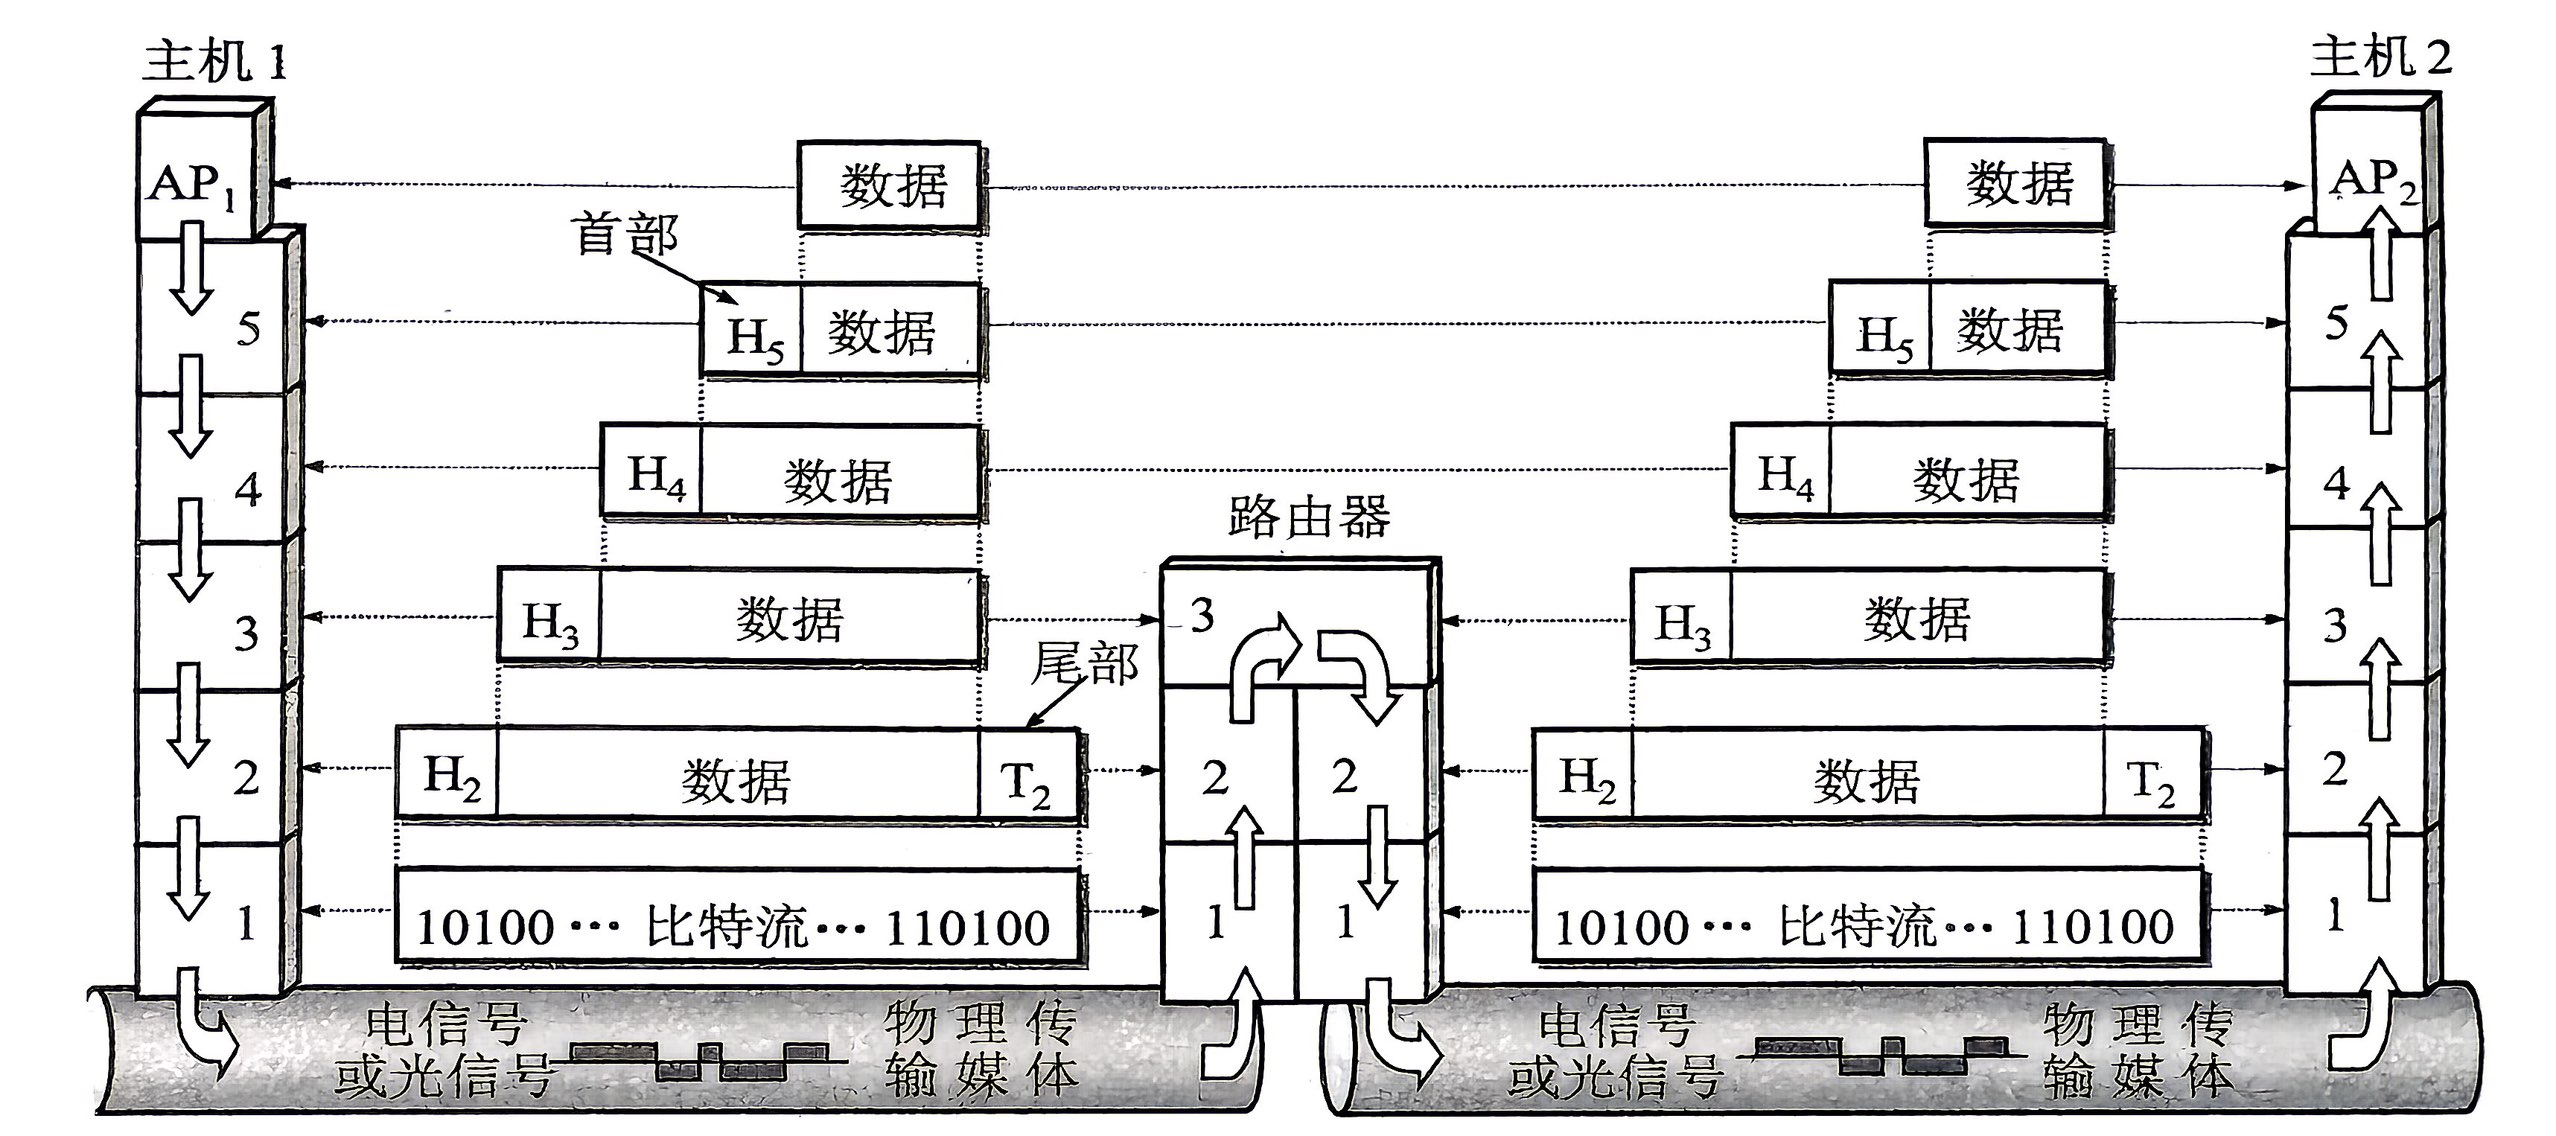 主机 1
主机 2
AP₁
数据
数据
AP₂
首部
5
H₅ 数据
H₅ 数据
5
4
H₄ 数据
H₄ 数据
4
路由器
3
H₃ 数据
3
H₃ 数据
3
尾部
2
H₂ 数据 T₂
2
2
H₂ 数据 T₂
2
1
10100 … 比特流 … 110100
1
1
10100 … 比特流 … 110100
1
电信号
或光信号
物 理 传
输 媒 体
电信号
或光信号
物 理 传
输 媒 体